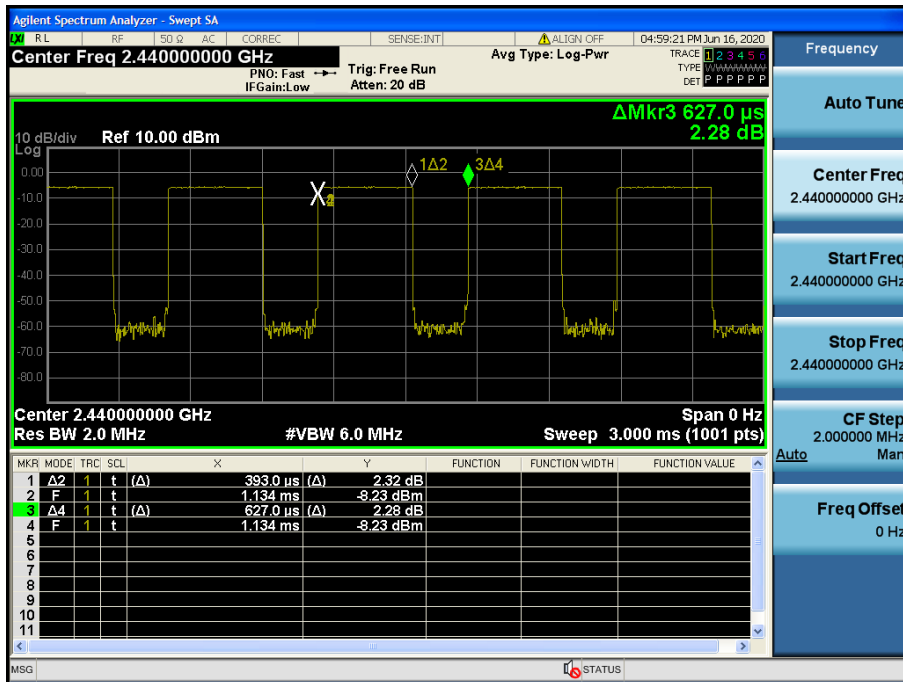 Agilent Spectrum Analyzer - Swept SA
LXI RL RF 50 Ω AC CORREC SENSE:INT ALIGN OFF 04:59:21 PM Jun 16, 2020
Center Freq 2.440000000 GHz
PNO: Fast
IFGain:Low
Trig: Free Run
Atten: 20 dB
Avg Type: Log-Pwr
TRACE 1 2 3 4 5 6
TYPE
DET P P P P P P
ΔMkr3 627.0 µs
2.28 dB
10 dB/div Ref 10.00 dBm
Log
0.00
-10.0
-20.0
-30.0
-40.0
-50.0
-60.0
-70.0
-80.0
1Δ2
3Δ4
Center 2.440000000 GHz Span 0 Hz
Res BW 2.0 MHz #VBW 6.0 MHz Sweep 3.000 ms (1001 pts)
MKR MODE TRC SCL X Y FUNCTION FUNCTION WIDTH FUNCTION VALUE
1 Δ2 1 t (Δ) 393.0 µs (Δ) 2.32 dB
2 F 1 t 1.134 ms -8.23 dBm
3 Δ4 1 t (Δ) 627.0 µs (Δ) 2.28 dB
4 F 1 t 1.134 ms -8.23 dBm
5
6
7
8
9
10
11
MSG STATUS
Frequency
Auto Tune
Center Freq
2.440000000 GHz
Start Freq
2.440000000 GHz
Stop Freq
2.440000000 GHz
CF Step
2.000000 MHz
Auto Man
Freq Offset
0 Hz